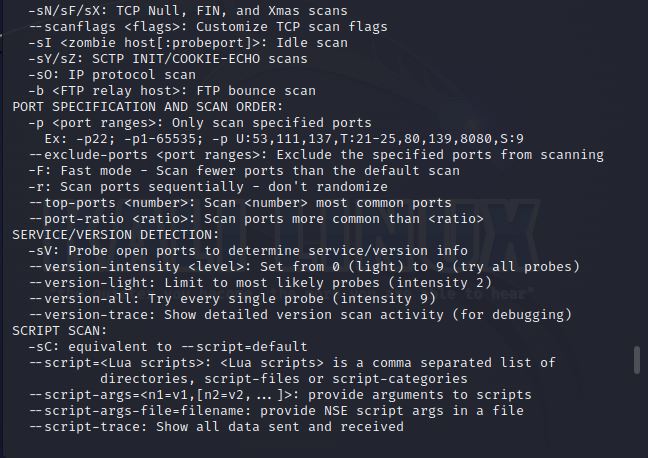 -sN/sF/sX: TCP Null, FIN, and Xmas scans
--scanflags <flags>: Customize TCP scan flags
-sI <zombie host[:probeport]>: Idle scan
-sY/sZ: SCTP INIT/COOKIE-ECHO scans
-sO: IP protocol scan
-b <FTP relay host>: FTP bounce scan
PORT SPECIFICATION AND SCAN ORDER:
-p <port ranges>: Only scan specified ports
Ex: -p22; -p1-65535; -p U:53,111,137,T:21-25,80,139,8080,S:9
--exclude-ports <port ranges>: Exclude the specified ports from scanning
-F: Fast mode - Scan fewer ports than the default scan
-r: Scan ports sequentially - don't randomize
--top-ports <number>: Scan <number> most common ports
--port-ratio <ratio>: Scan ports more common than <ratio>
SERVICE/VERSION DETECTION:
-sV: Probe open ports to determine service/version info
--version-intensity <level>: Set from 0 (light) to 9 (try all probes)
--version-light: Limit to most likely probes (intensity 2)
--version-all: Try every single probe (intensity 9)
--version-trace: Show detailed version scan activity (for debugging)
SCRIPT SCAN:
-sC: equivalent to --script=default
--script=<Lua scripts>: <Lua scripts> is a comma separated list of
directories, script-files or script-categories
--script-args=<n1=v1,[n2=v2,...]>: provide arguments to scripts
--script-args-file=filename: provide NSE script args in a file
--script-trace: Show all data sent and received